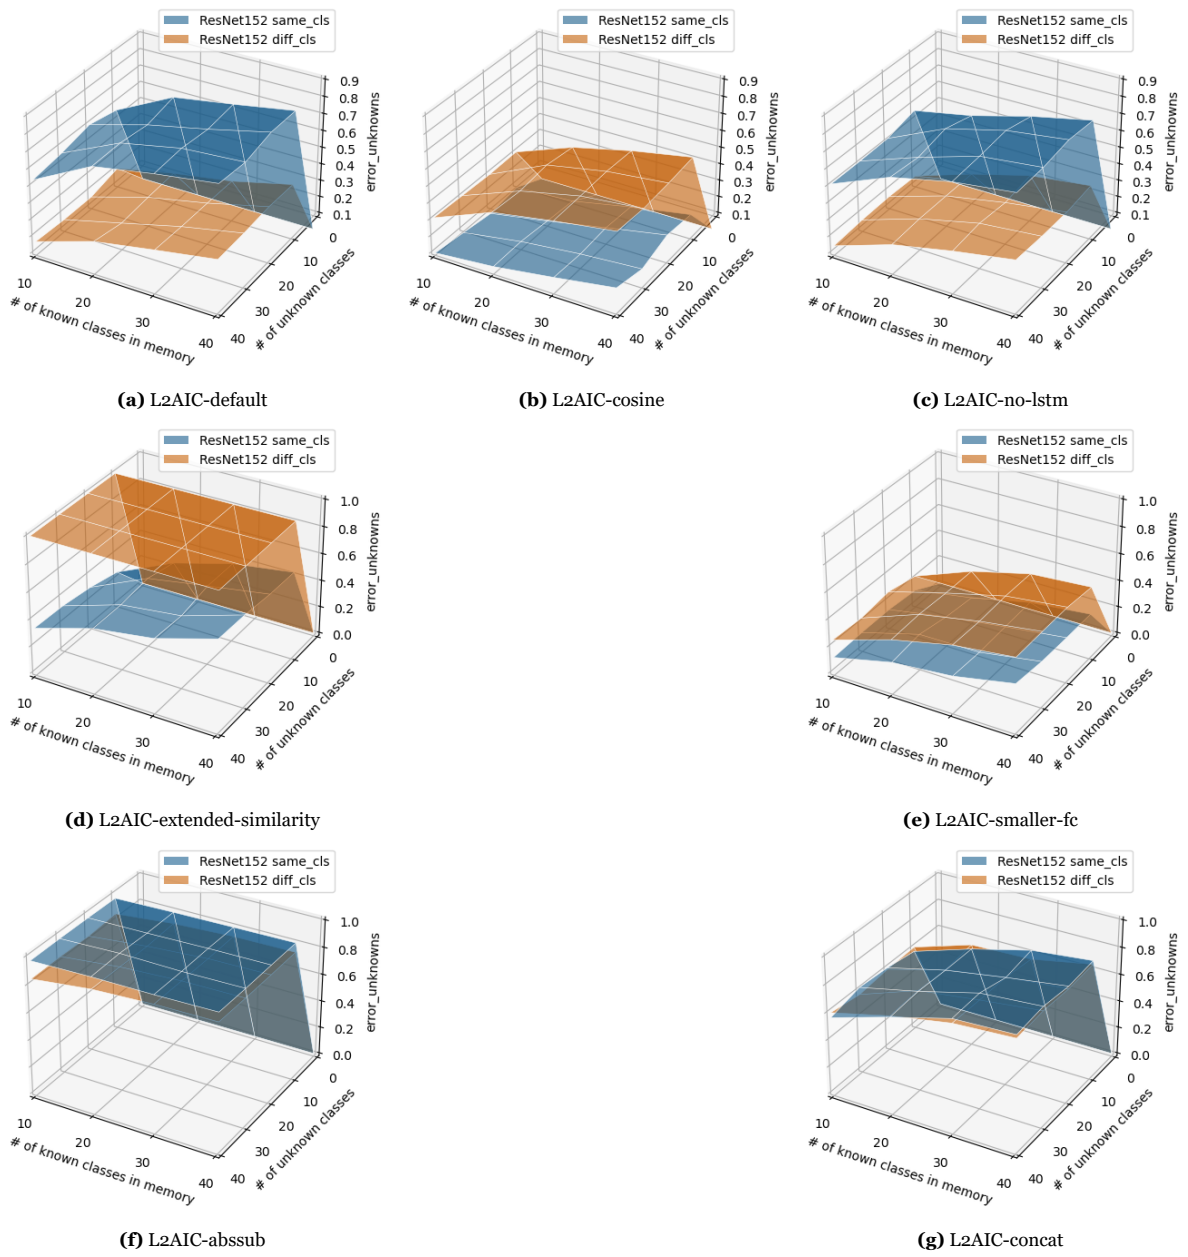 ResNet152 same_cls
ResNet152 diff_cls
0.9
0.8
0.7
0.6
0.5
0.4
0.3
0.2
0.1
error_unknowns
0
10
20
30
40
# of unknown classes
10
20
30
40
# of known classes in memory
(a) L2AIC-default
ResNet152 same_cls
ResNet152 diff_cls
0.9
0.8
0.7
0.6
0.5
0.4
0.3
0.2
0.1
error_unknowns
0
10
20
30
40
# of unknown classes
10
20
30
40
# of known classes in memory
(b) L2AIC-cosine
ResNet152 same_cls
ResNet152 diff_cls
0.9
0.8
0.7
0.6
0.5
0.4
0.3
0.2
0.1
error_unknowns
0
10
20
30
40
# of unknown classes
10
20
30
40
# of known classes in memory
(c) L2AIC-no-lstm
ResNet152 same_cls
ResNet152 diff_cls
1.0
0.8
0.6
0.4
0.2
0.0
error_unknowns
0
10
20
30
40
# of unknown classes
10
20
30
40
# of known classes in memory
(d) L2AIC-extended-similarity
ResNet152 same_cls
ResNet152 diff_cls
1.0
0.8
0.6
0.4
0.2
0.0
error_unknowns
0
10
20
30
40
# of unknown classes
10
20
30
40
# of known classes in memory
(e) L2AIC-smaller-fc
ResNet152 same_cls
ResNet152 diff_cls
1.0
0.8
0.6
0.4
0.2
0.0
error_unknowns
0
10
20
30
40
# of unknown classes
10
20
30
40
# of known classes in memory
(f) L2AIC-abssub
ResNet152 same_cls
ResNet152 diff_cls
1.0
0.8
0.6
0.4
0.2
0.0
error_unknowns
0
10
20
30
40
# of unknown classes
10
20
30
40
# of known classes in memory
(g) L2AIC-concat